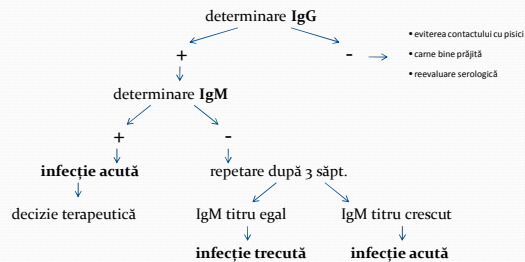 determinare IgG
• eviterea contactului cu pisici
+ -
• carne bine prăjită
• reevaluare serologică
determinare IgM
+ -
infecție acută repetare după 3 săpt.
decizie terapeutică IgM titru egal IgM titru crescut
infecție trecută infecție acută